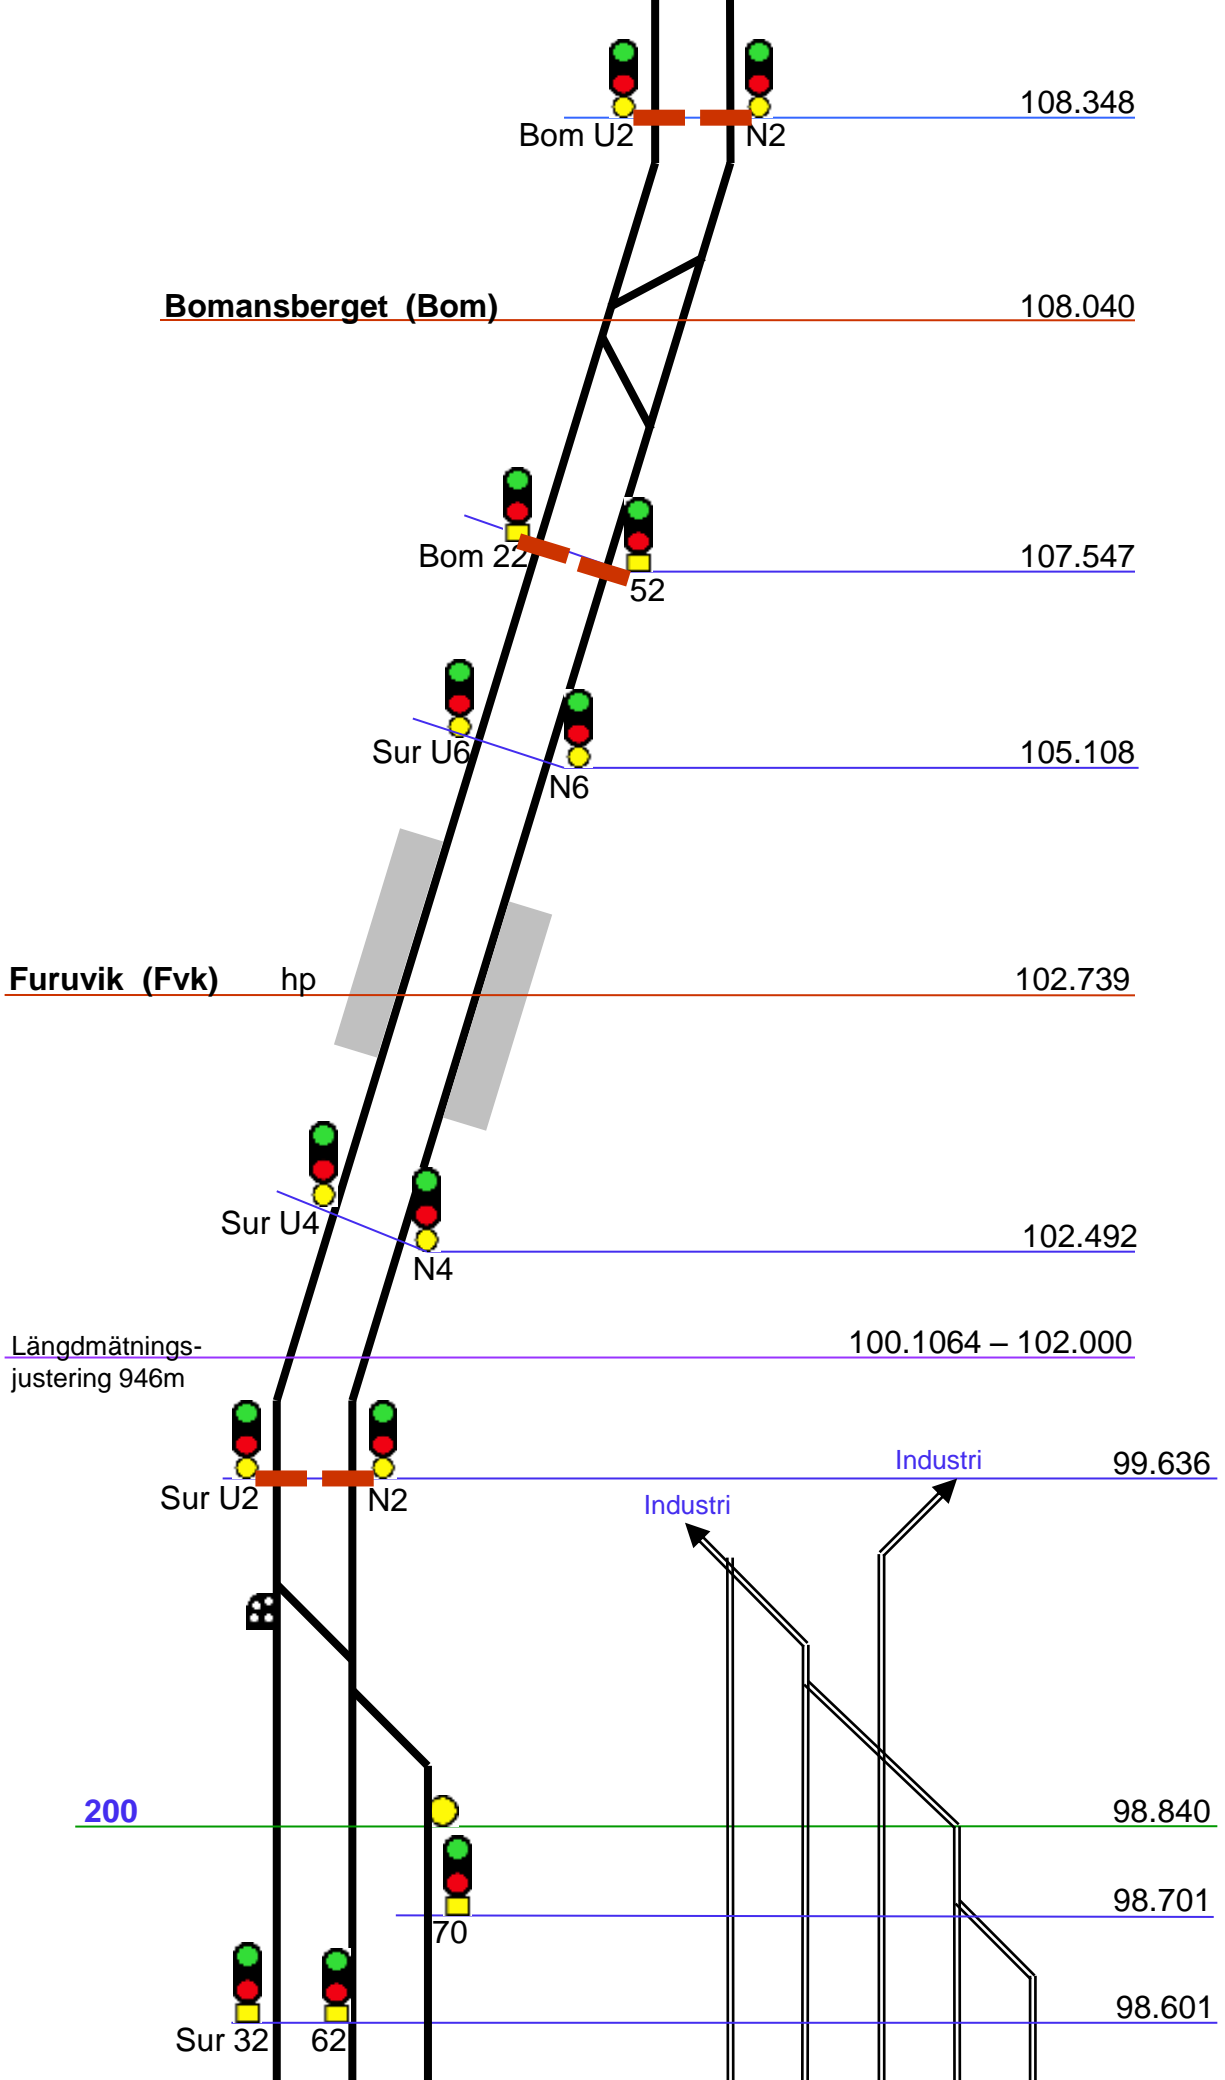 108.348
Bom U2 N2
Bomansberget (Bom) 108.040
Bom 22 107.547
52
Sur U6 105.108
N6
Furuvik (Fvk) hp 102.739
Sur U4 102.492
N4
Längdmätnings- 100.1064 – 102.000
justering 946m
Industri 99.636
Sur U2 N2 Industri
200 98.840
98.701
70
98.601
Sur 32 62